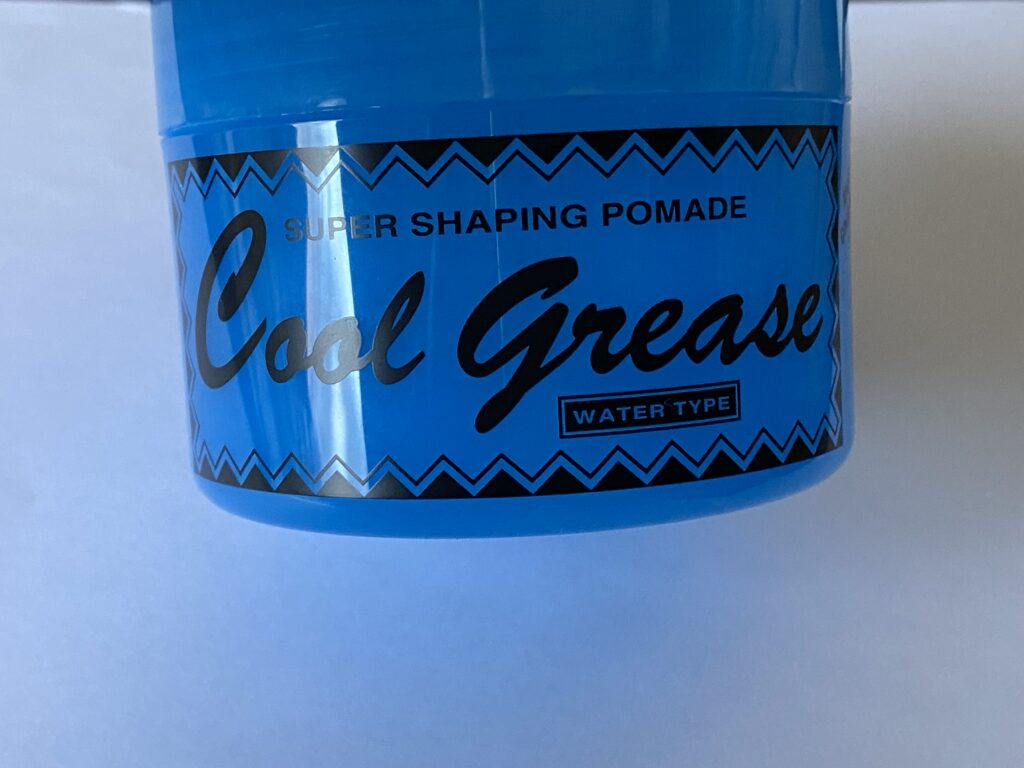 SUPER SHAPING POMADE
Cool Grease
WATER TYPE